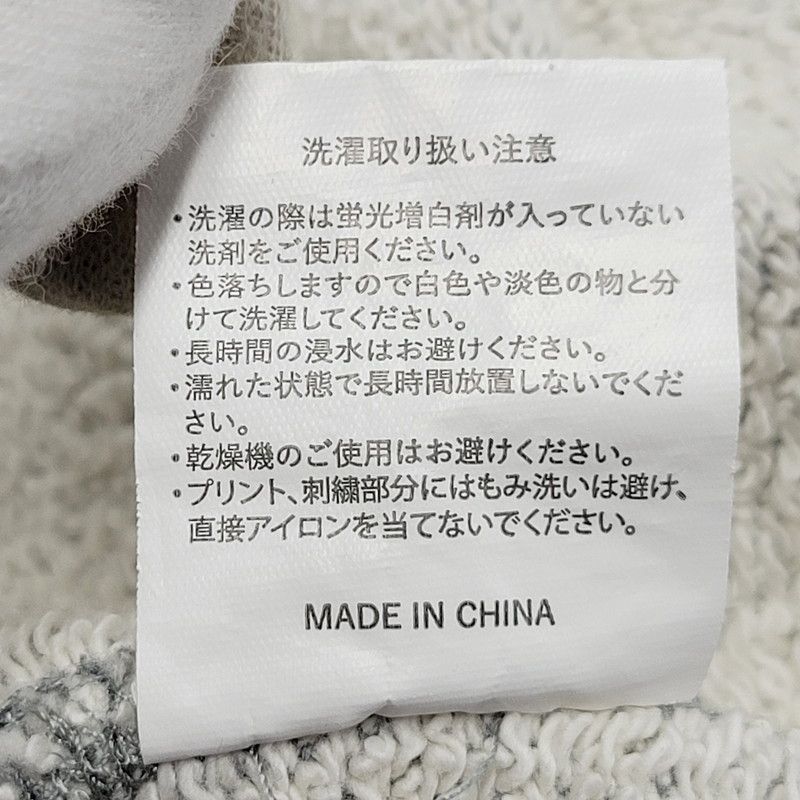 洗濯取り扱い注意
・洗濯の際は蛍光増白剤が入っていない
洗剤をご使用ください。
・色落ちしますので白色や淡色の物と分
けて洗濯してください。
・長時間の浸水はお避けください。
・濡れた状態で長時間放置しないでくだ
さい。
・乾燥機のご使用はお避けください。
・プリント、刺繍部分にはもみ洗いは避け、
直接アイロンを当てないでください。
MADE IN CHINA